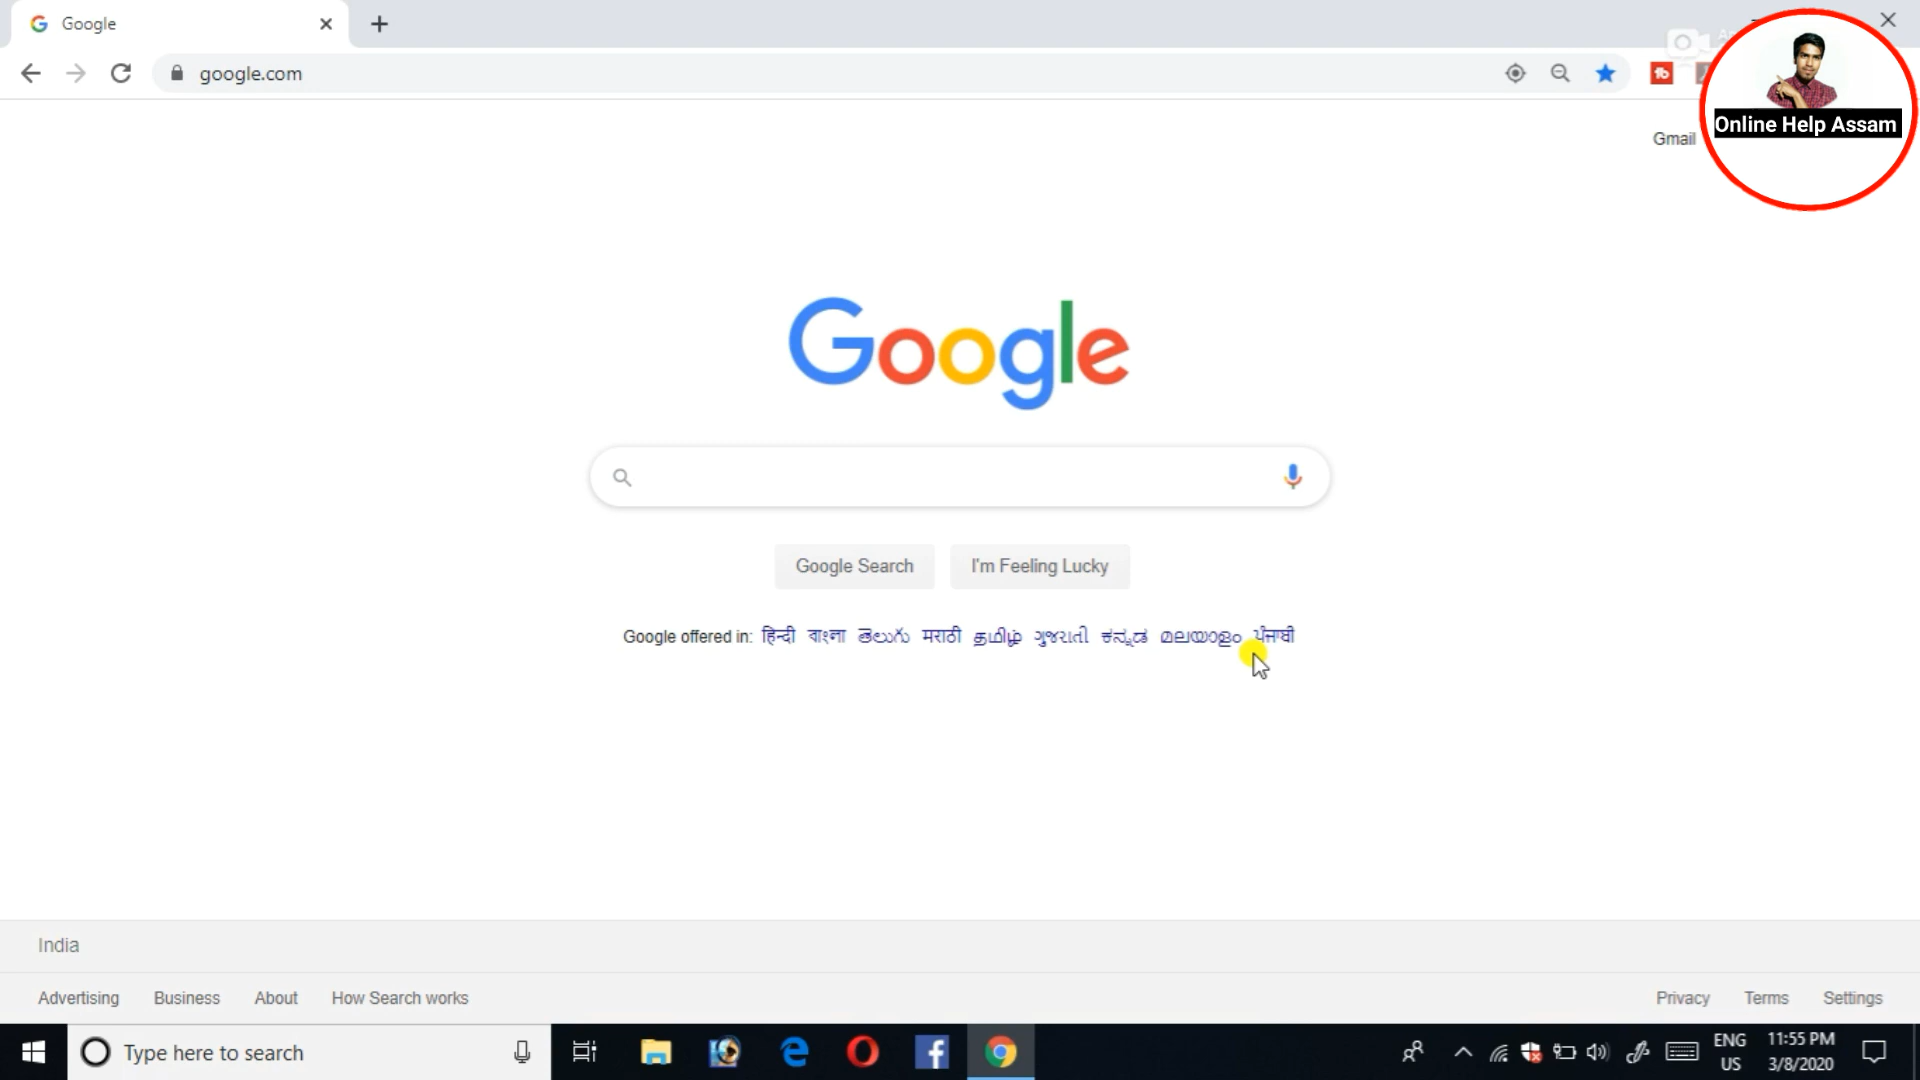 Google
google.com
Online Help Assam
Gmail
Google
Google Search
I'm Feeling Lucky
Google offered in: हिन्दी বাংলা తెలుగు मराठी தமிழ் ગુજરાતી ಕನ್ನಡ മലയാളം ਪੰਜਾਬੀ
India
Advertising Business About How Search works Privacy Terms Settings
Type here to search
ENG
US
11:55 PM
3/8/2020